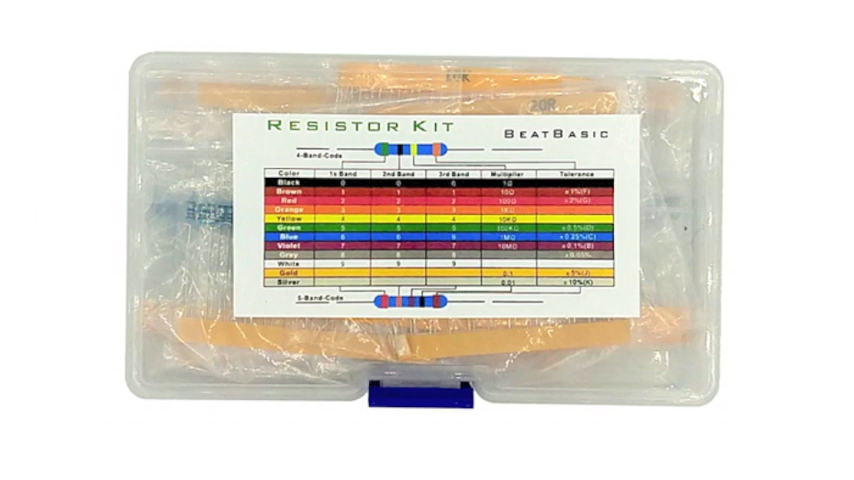 20R
RESISTOR KIT
BEATBASIC
4-Band-Code
Color 1s Band 2nd Band 3rd Band Multiplier Tolerance
Black 0 0 0 1Ω
Brown 1 1 1 10Ω ±1%(F)
Red 2 2 2 100Ω ±2%(G)
Orange 3 3 3 1KΩ
Yellow 4 4 4 10KΩ
Green 5 5 5 100KΩ ±0.5%(D)
Blue 6 6 6 1MΩ ±0.25%(C)
Violet 7 7 7 10MΩ ±0.1%(B)
Grey 8 8 8 ±0.05%
White 9 9 9
Gold 0.1 ±5%(J)
Silver 0.01 ±10%(K)
5-Band-Code